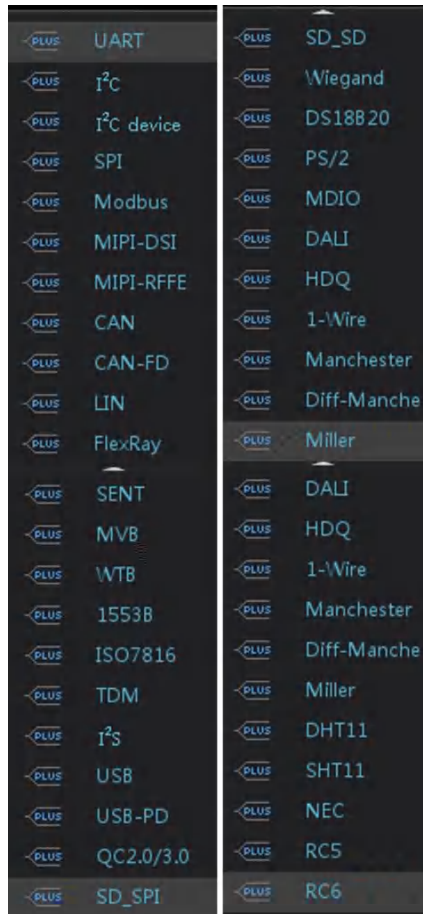 PLUS UART
PLUS I²C
PLUS I²C device
PLUS SPI
PLUS Modbus
PLUS MIPI-DSI
PLUS MIPI-RFFE
PLUS CAN
PLUS CAN-FD
PLUS LIN
PLUS FlexRay
PLUS SENT
PLUS MVB
PLUS WTB
PLUS 1553B
PLUS ISO7816
PLUS TDM
PLUS I²S
PLUS USB
PLUS USB-PD
PLUS QC2.0/3.0
PLUS SD_SPI
PLUS SD_SD
PLUS Wiegand
PLUS DS18B20
PLUS PS/2
PLUS MDIO
PLUS DALI
PLUS HDQ
PLUS 1-Wire
PLUS Manchester
PLUS Diff-Manche
PLUS Miller
PLUS DALI
PLUS HDQ
PLUS 1-Wire
PLUS Manchester
PLUS Diff-Manche
PLUS Miller
PLUS DHT11
PLUS SHT11
PLUS NEC
PLUS RC5
PLUS RC6